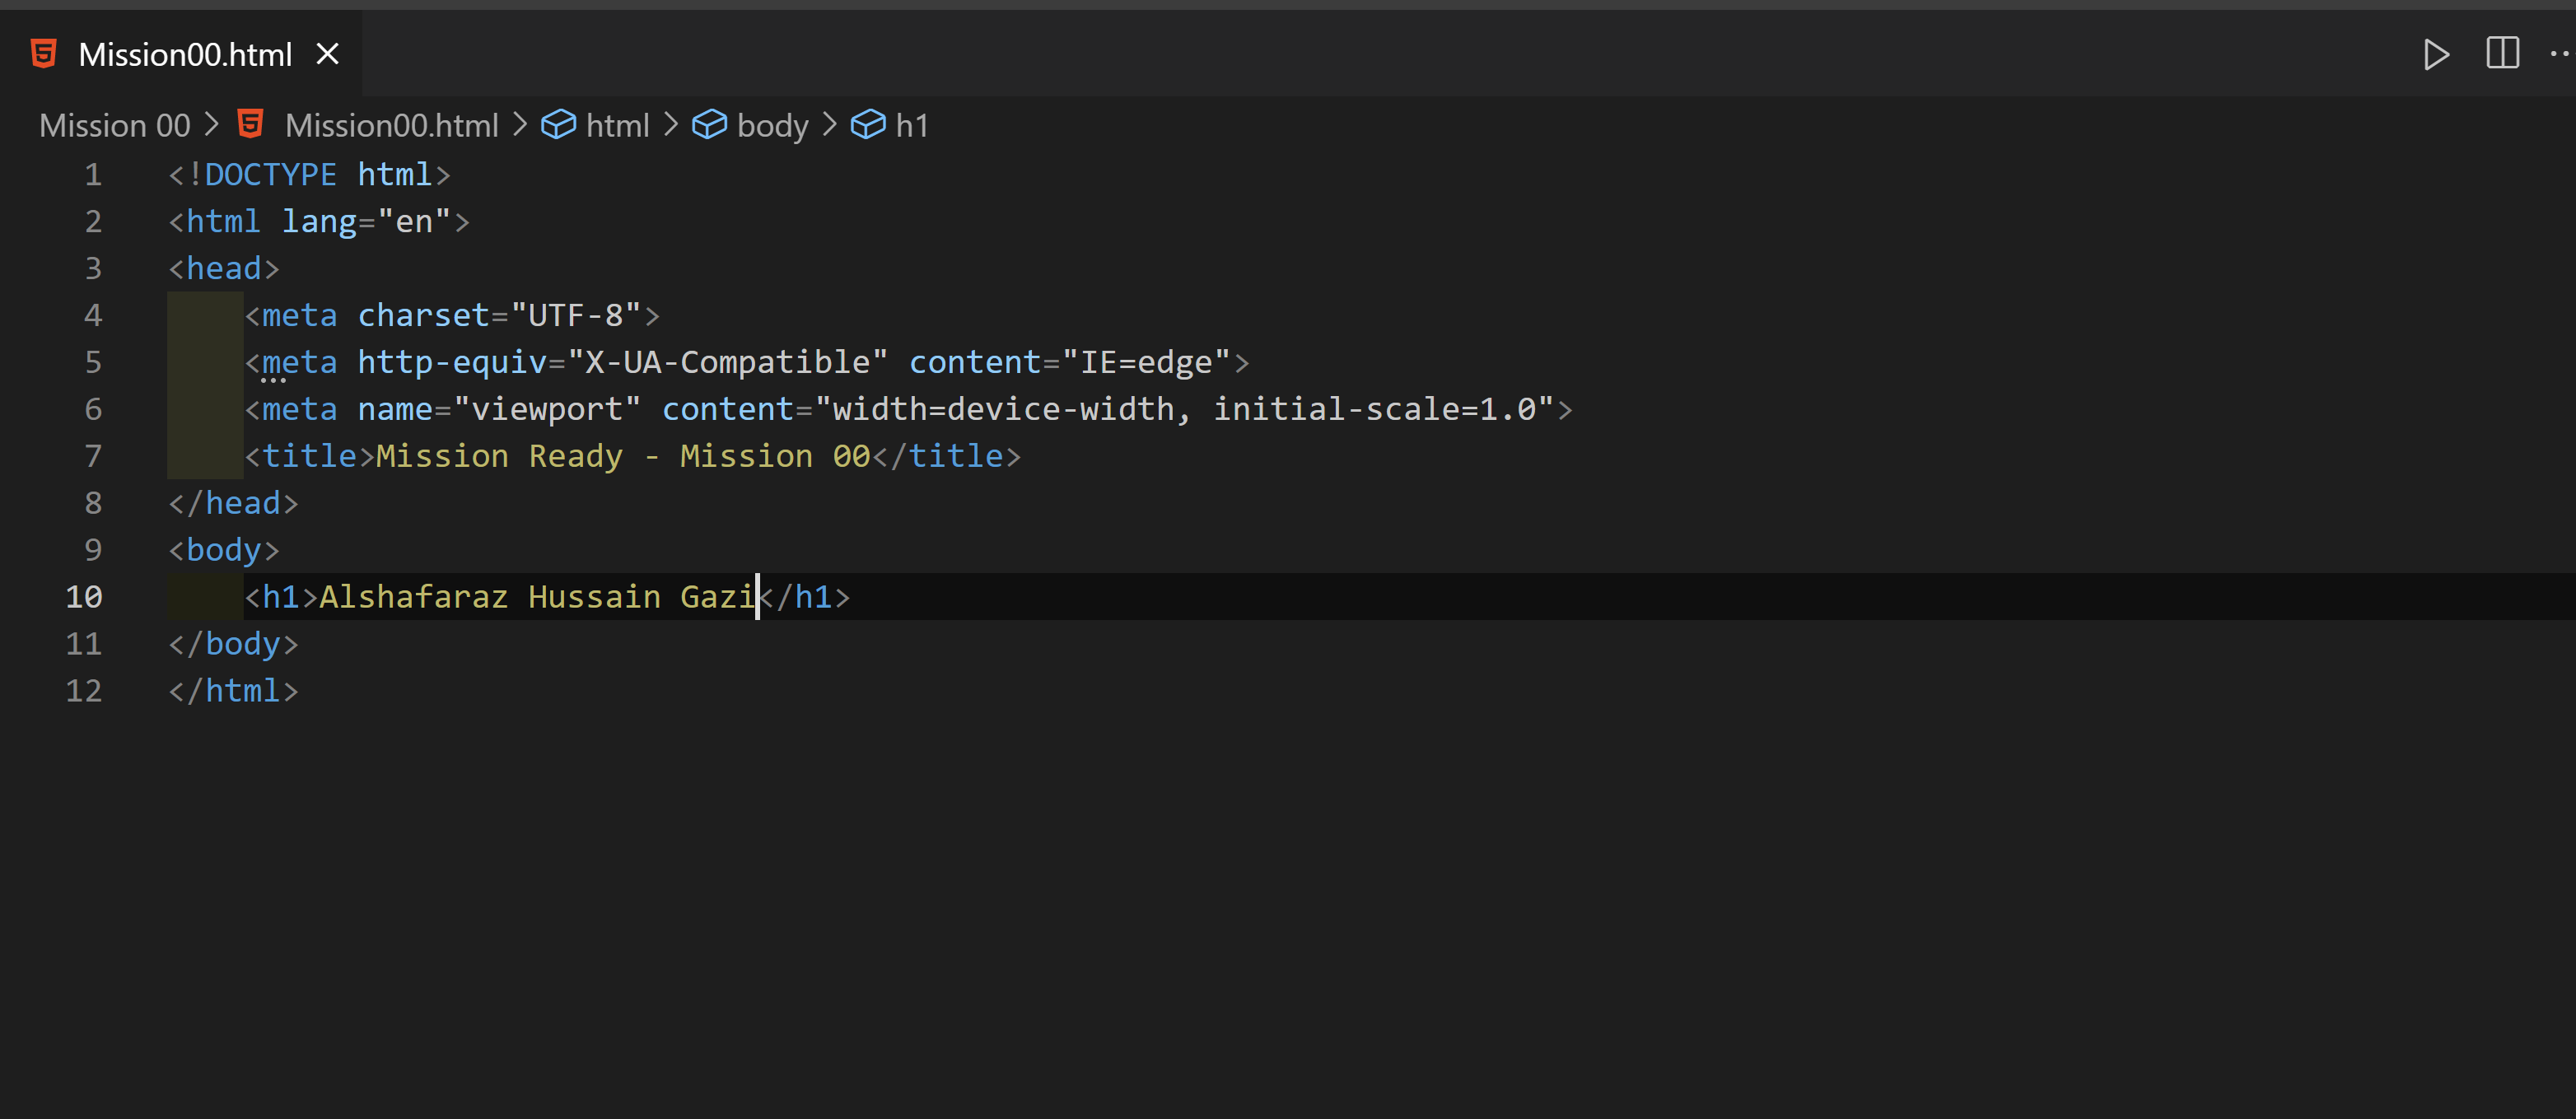 Mission00.html
Mission 00 > Mission00.html > html > body > h1
1 <!DOCTYPE html>
2 <html lang="en">
3 <head>
4     <meta charset="UTF-8">
5     <meta http-equiv="X-UA-Compatible" content="IE=edge">
6     <meta name="viewport" content="width=device-width, initial-scale=1.0">
7     <title>Mission Ready - Mission 00</title>
8 </head>
9 <body>
10     <h1>Alshafaraz Hussain Gazi</h1>
11 </body>
12 </html>